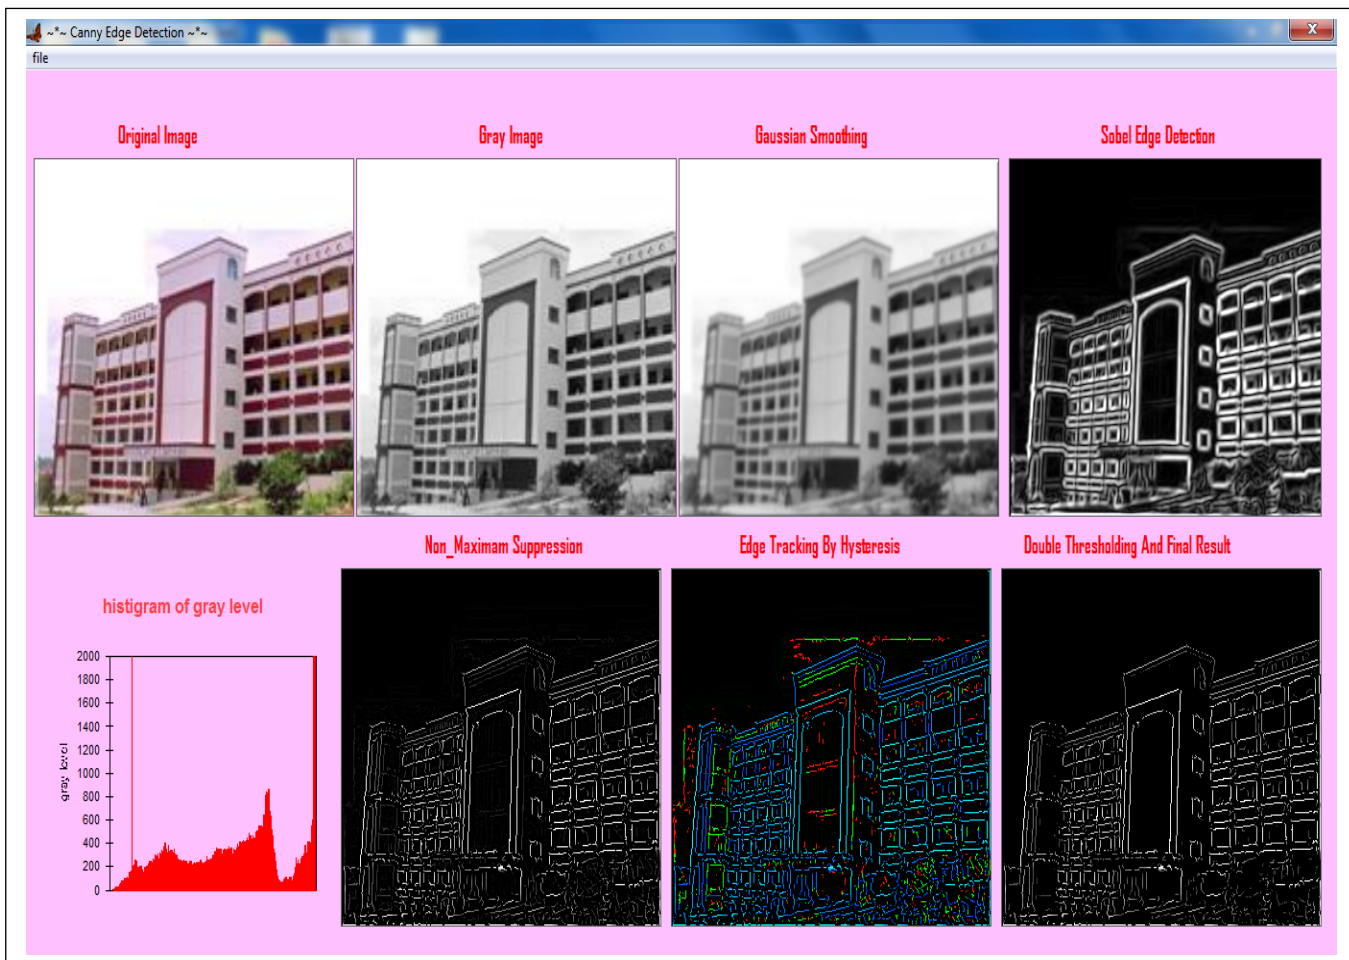 ~*~ Canny Edge Detection ~*~
file
Original Image
Gray Image
Gaussian Smoothing
Sobel Edge Detection
Non_Maximam Suppression
Edge Tracking By Hysteresis
Double Thresholding And Final Result
histigram of gray level
2000
1800
1600
1400
1200
1000
800
600
400
200
0
gray level